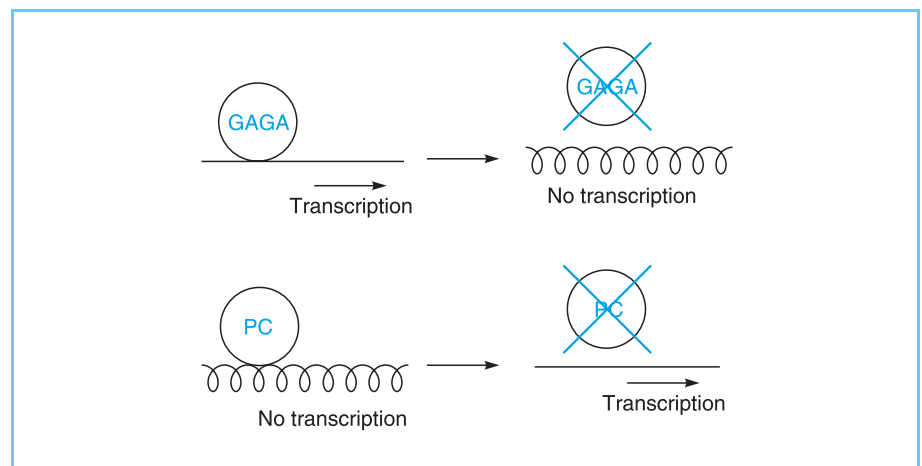 GAGA
GAGA
Transcription
No transcription
PC
PC
No transcription
Transcription